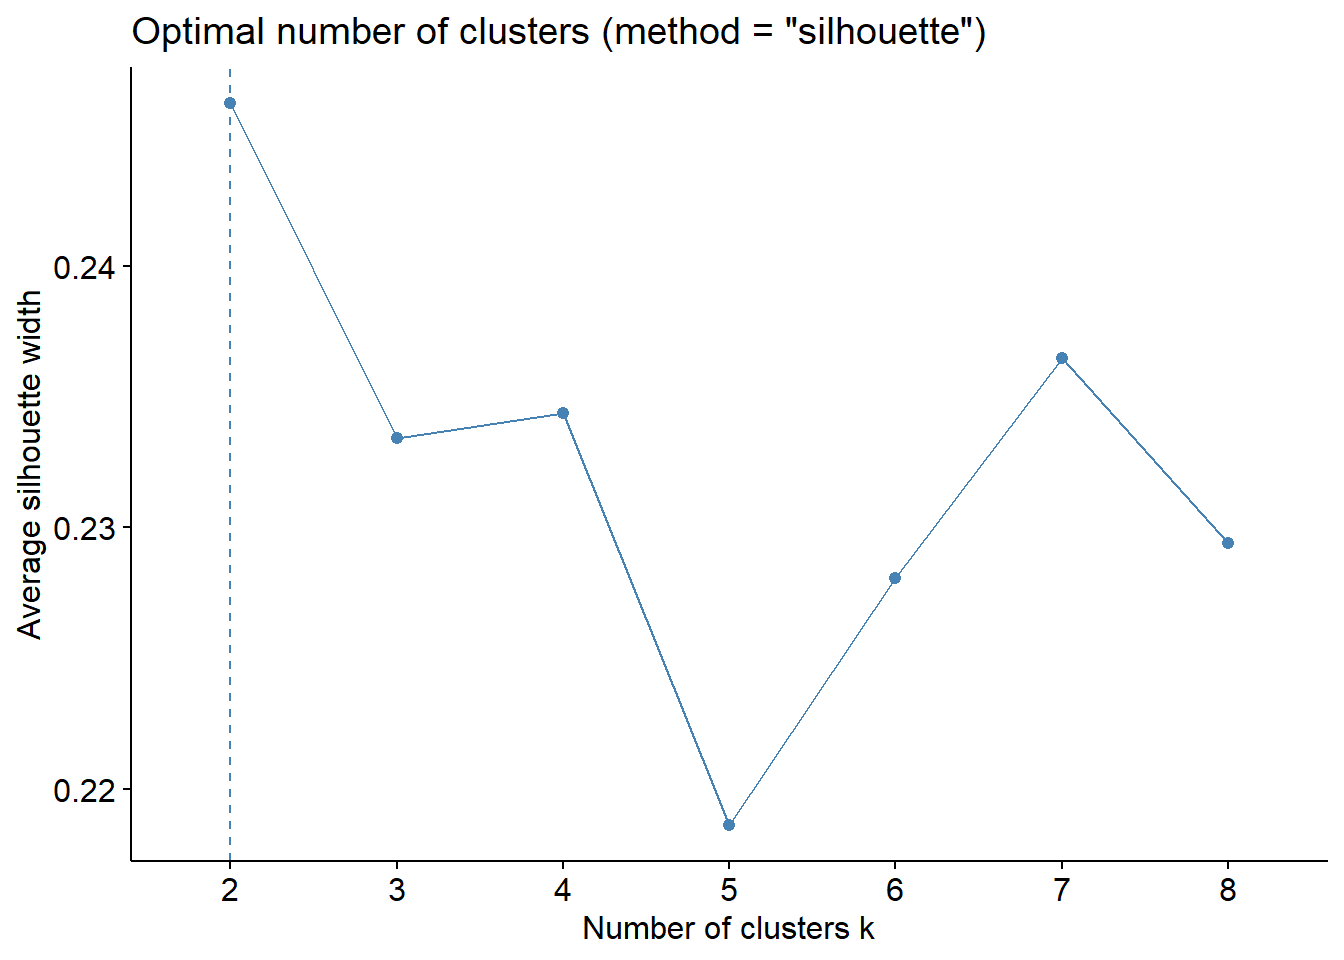 Optimal number of clusters (method = "silhouette")
Average silhouette width
0.24
0.23
0.22
2 3 4 5 6 7 8
Number of clusters k